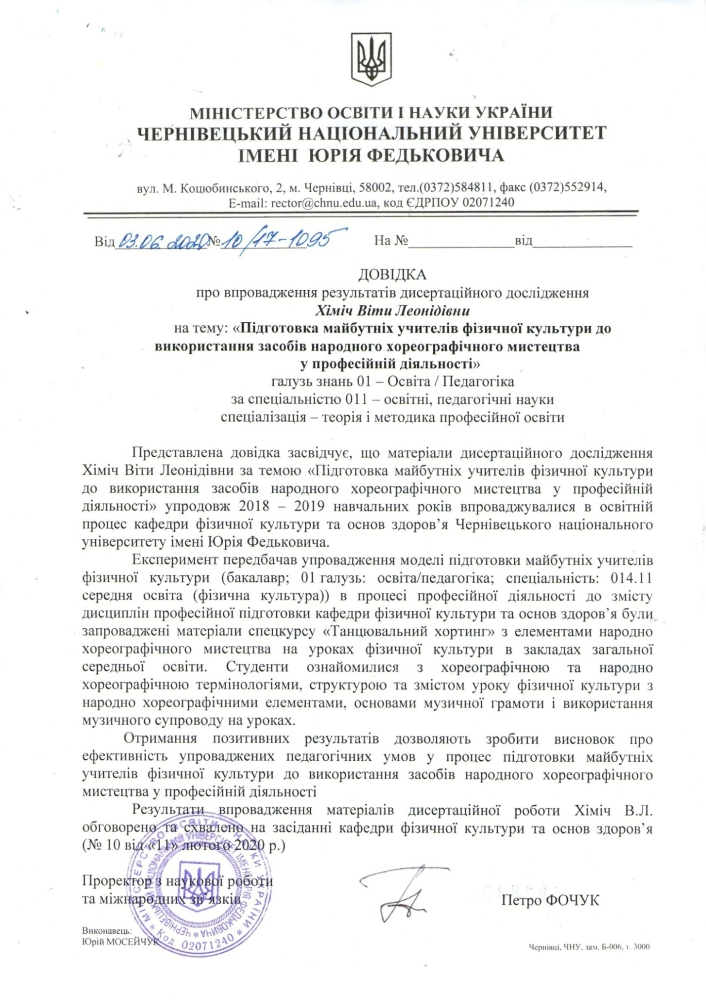 МІНІСТЕРСТВО ОСВІТИ І НАУКИ УКРАЇНИ
ЧЕРНІВЕЦЬКИЙ НАЦІОНАЛЬНИЙ УНІВЕРСИТЕТ
ІМЕНІ ЮРІЯ ФЕДЬКОВИЧА
вул. М. Коцюбинського, 2, м. Чернівці, 58002, тел.(0372)584811, факс (0372)552914,
E-mail: rector@chnu.edu.ua, код ЄДРПОУ 02071240
Від 03.06.2020 № 10/17-1095 На №______________від______________
ДОВІДКА
про впровадження результатів дисертаційного дослідження
Хіміч Віти Леонідівни
на тему: «Підготовка майбутніх учителів фізичної культури до
використання засобів народного хореографічного мистецтва
у професійній діяльності»
галузь знань 01 – Освіта / Педагогіка
за спеціальністю 011 – освітні, педагогічні науки
спеціалізація – теорія і методика професійної освіти
Представлена довідка засвідчує, що матеріали дисертаційного дослідження
Хіміч Віти Леонідівни за темою «Підготовка майбутніх учителів фізичної культури
до використання засобів народного хореографічного мистецтва у професійній
діяльності» упродовж 2018 – 2019 навчальних років впроваджувалися в освітній
процес кафедри фізичної культури та основ здоров’я Чернівецького національного
університету імені Юрія Федьковича.
Експеримент передбачав упровадження моделі підготовки майбутніх учителів
фізичної культури (бакалавр; 01 галузь: освіта/педагогіка; спеціальність: 014.11
середня освіта (фізична культура)) в процесі професійної діяльності до змісту
дисциплін професійної підготовки кафедри фізичної культури та основ здоров’я були
запроваджені матеріали спецкурсу «Танцювальний хортинг» з елементами народно
хореографічного мистецтва на уроках фізичної культури в закладах загальної
середньої освіти. Студенти ознайомилися з хореографічною та народно
хореографічною термінологіями, структурою та змістом уроку фізичної культури з
народно хореографічними елементами, основами музичної грамоти і використання
музичного супроводу на уроках.
Отримання позитивних результатів дозволяють зробити висновок про
ефективність упроваджених педагогічних умов у процес підготовки майбутніх
учителів фізичної культури до використання засобів народного хореографічного
мистецтва у професійній діяльності
Результати впровадження матеріалів дисертаційної роботи Хіміч В.Л.
обговорено та схвалено на засіданні кафедри фізичної культури та основ здоров’я
(№ 10 від «11» лютого 2020 р.)
Проректор з наукової роботи
та міжнародних зв’язків
Петро ФОЧУК
Виконавець:
Юрій МОСЕЙЧУК
МІНІСТЕРСТВО ОСВІТИ І НАУКИ УКРАЇНИ
ЧЕРНІВЕЦЬКИЙ НАЦІОНАЛЬНИЙ УНІВЕРСИТЕТ ІМЕНІ ЮРІЯ ФЕДЬКОВИЧА
Код 02071240
Чернівці, ЧНУ, зам. Б-006, т. 3000